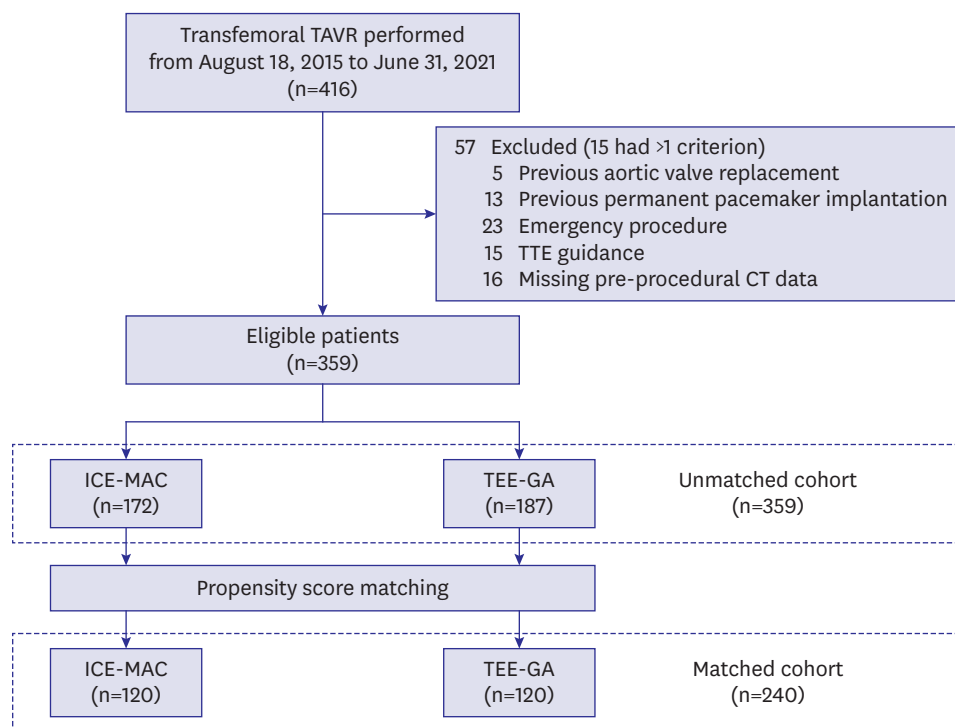 Transfemoral TAVR performed
from August 18, 2015 to June 31, 2021
(n=416)
57 Excluded (15 had >1 criterion)
5 Previous aortic valve replacement
13 Previous permanent pacemaker implantation
23 Emergency procedure
15 TTE guidance
16 Missing pre-procedural CT data
Eligible patients
(n=359)
ICE-MAC
(n=172)
TEE-GA
(n=187)
Unmatched cohort
(n=359)
Propensity score matching
ICE-MAC
(n=120)
TEE-GA
(n=120)
Matched cohort
(n=240)